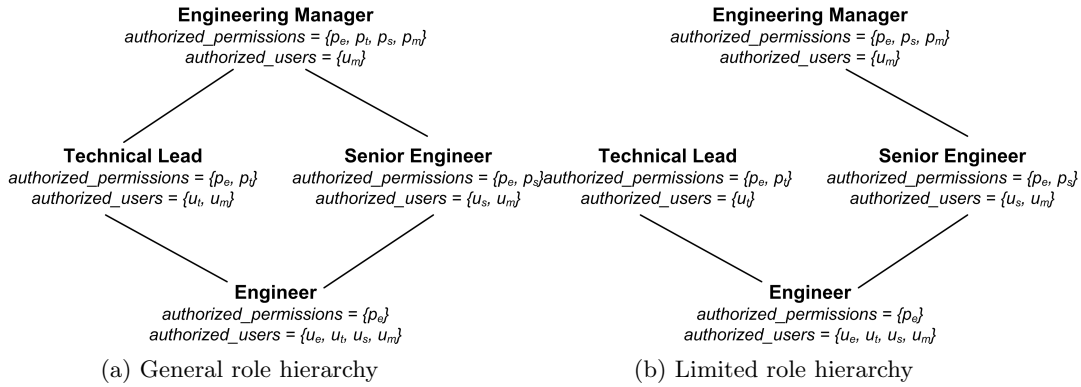 Engineering Manager
authorized_permissions = {pe, pt, ps, pm}
authorized_users = {um}
Technical Lead
authorized_permissions = {pe, pt}
authorized_users = {ut, um}
Senior Engineer
authorized_permissions = {pe, ps}
authorized_users = {us, um}
Engineer
authorized_permissions = {pe}
authorized_users = {ue, ut, us, um}
(a) General role hierarchy
Engineering Manager
authorized_permissions = {pe, ps, pm}
authorized_users = {um}
Technical Lead
authorized_permissions = {pe, pt}
authorized_users = {ut}
Senior Engineer
authorized_permissions = {pe, ps}
authorized_users = {us, um}
Engineer
authorized_permissions = {pe}
authorized_users = {ue, ut, us, um}
(b) Limited role hierarchy